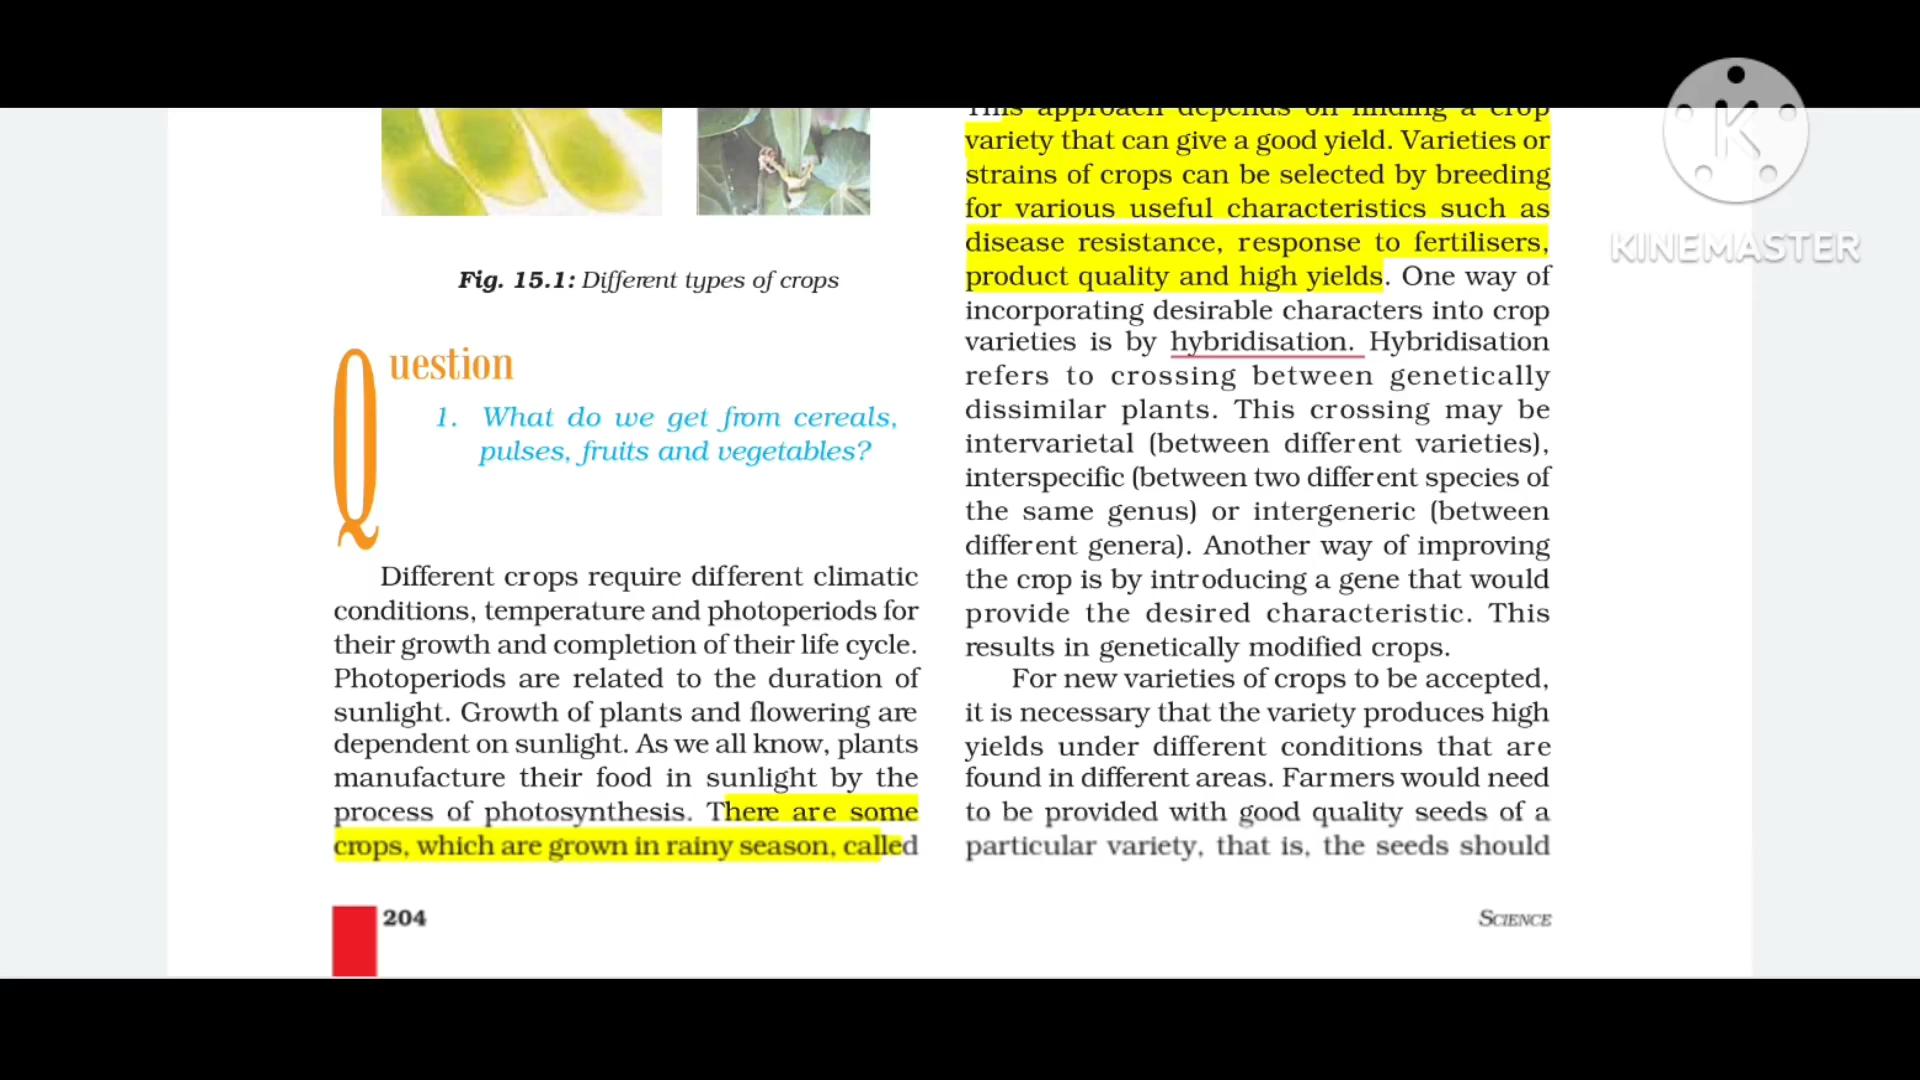 Fig. 15.1: Different types of crops
Question
1. What do we get from cereals,
pulses, fruits and vegetables?
Different crops require different climatic
conditions, temperature and photoperiods for
their growth and completion of their life cycle.
Photoperiods are related to the duration of
sunlight. Growth of plants and flowering are
dependent on sunlight. As we all know, plants
manufacture their food in sunlight by the
process of photosynthesis. There are some
crops, which are grown in rainy season, called
204
This approach depends on finding a crop
variety that can give a good yield. Varieties or
strains of crops can be selected by breeding
for various useful characteristics such as
disease resistance, response to fertilisers,
product quality and high yields. One way of
incorporating desirable characters into crop
varieties is by hybridisation. Hybridisation
refers to crossing between genetically
dissimilar plants. This crossing may be
intervarietal (between different varieties),
interspecific (between two different species of
the same genus) or intergeneric (between
different genera). Another way of improving
the crop is by introducing a gene that would
provide the desired characteristic. This
results in genetically modified crops.
For new varieties of crops to be accepted,
it is necessary that the variety produces high
yields under different conditions that are
found in different areas. Farmers would need
to be provided with good quality seeds of a
particular variety, that is, the seeds should
SCIENCE
K
KINEMASTER